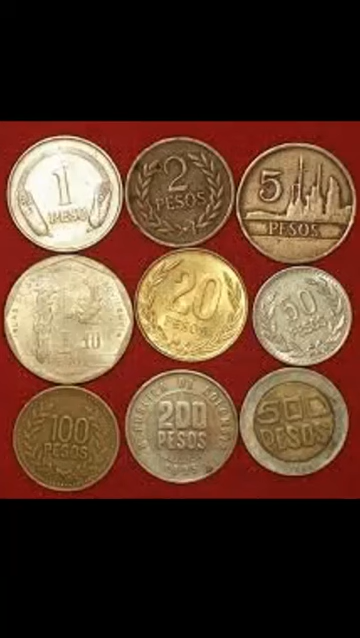 1
PESO
2
PESOS
5
PESOS
10
20
PESOS
50
PESOS
100
PESOS
REPUBLICA DE COLOMBIA
200
PESOS
500
PESOS